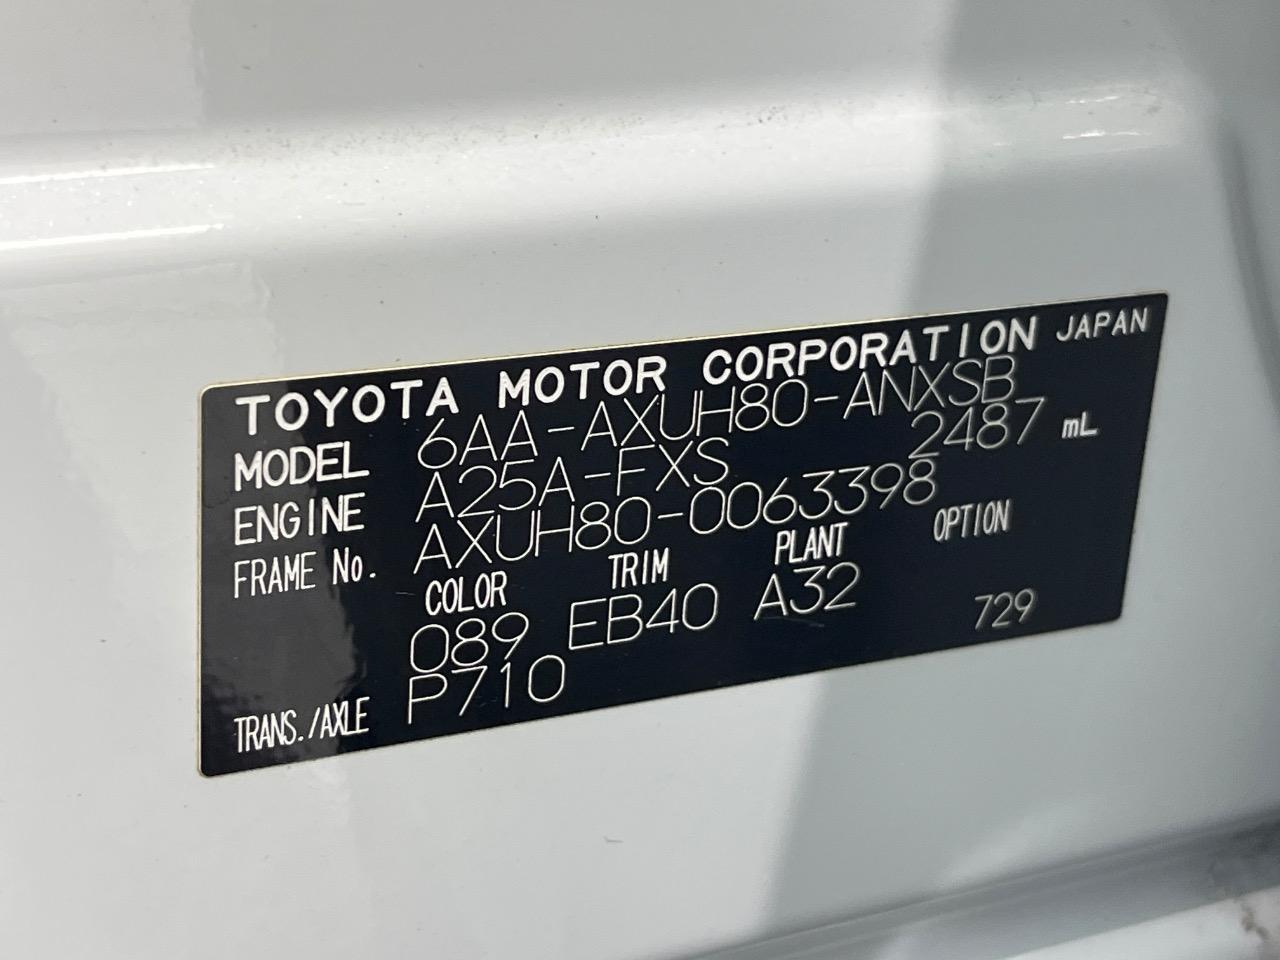 TOYOTA MOTOR CORPORATION JAPAN
MODEL 6AA-AXUH80-ANXSB
ENGINE A25A-FXS 2487 mL
FRAME No. AXUH80-0063398
COLOR TRIM PLANT OPTION
089 EB40 A32 729
TRANS./AXLE P710